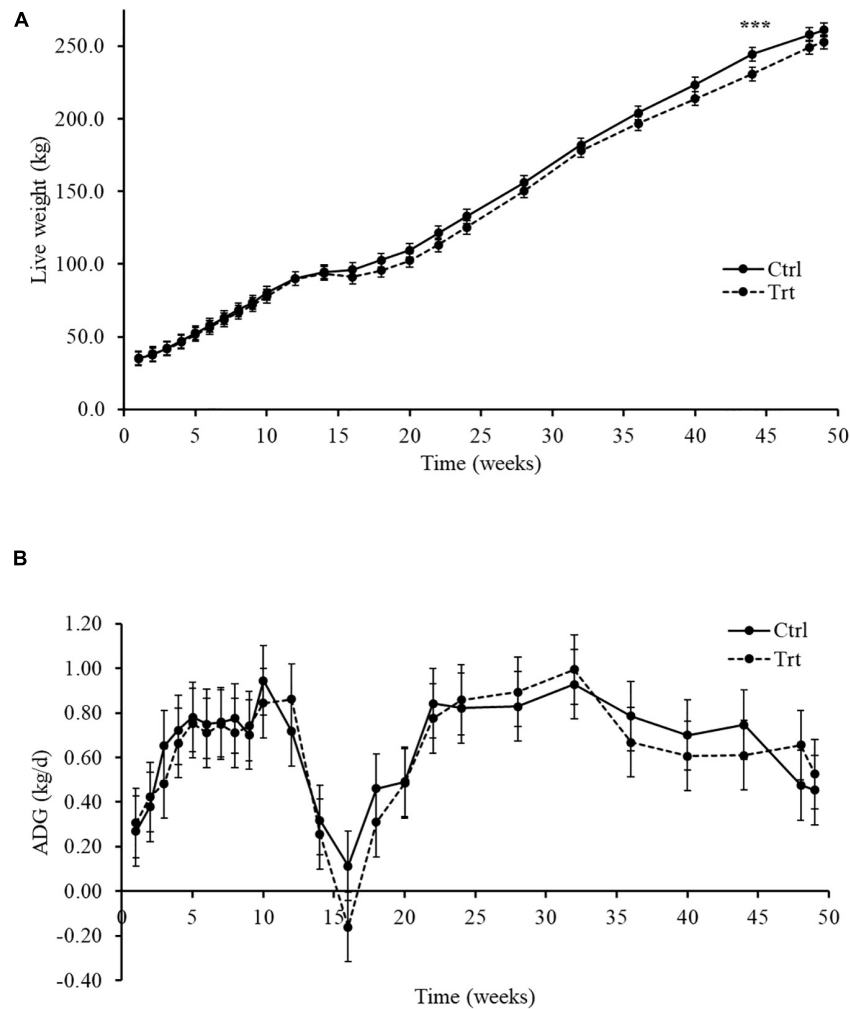 A
***
250.0
200.0
150.0
100.0
50.0
0.0
Live weight (kg)
Ctrl
Trt
0 5 10 15 20 25 30 35 40 45 50
Time (weeks)
B
1.20
1.00
0.80
0.60
0.40
0.20
0.00
-0.20
-0.40
ADG (kg/d)
Ctrl
Trt
0 5 10 15 20 25 30 35 40 45 50
Time (weeks)